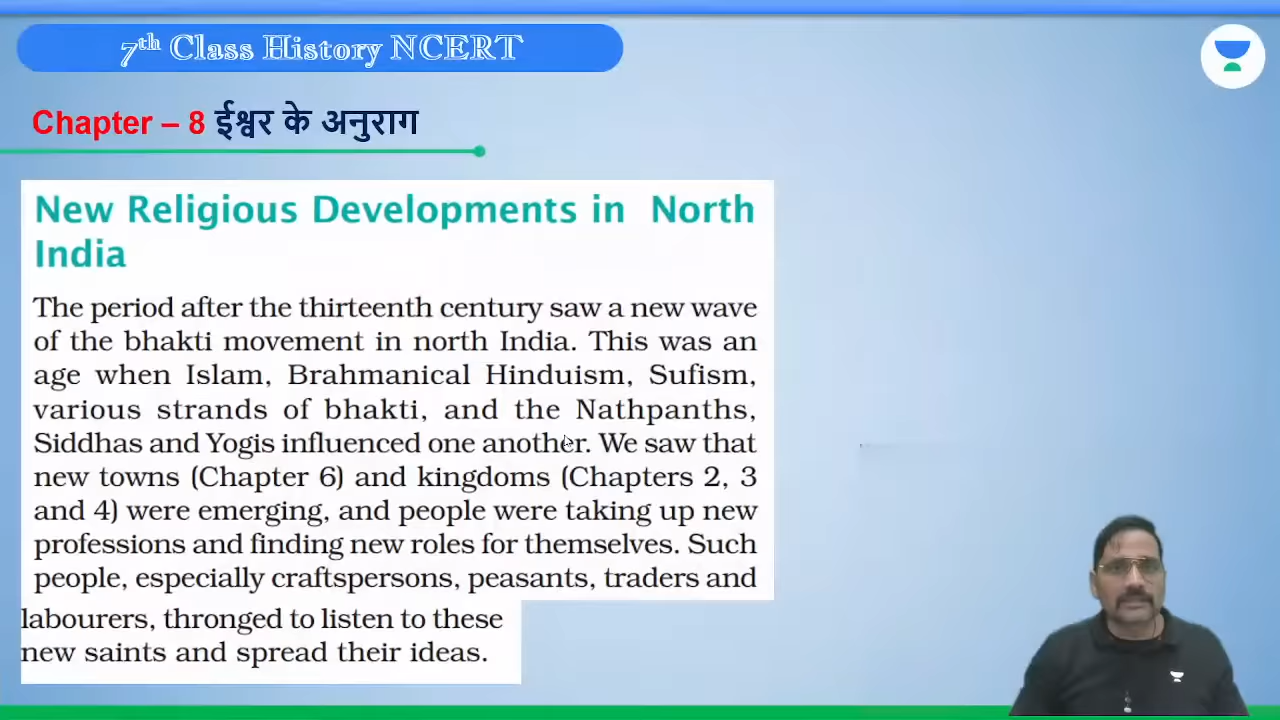 7th Class History NCERT
Chapter – 8 ईश्वर के अनुराग
New Religious Developments in North
India
The period after the thirteenth century saw a new wave
of the bhakti movement in north India. This was an
age when Islam, Brahmanical Hinduism, Sufism,
various strands of bhakti, and the Nathpanths,
Siddhas and Yogis influenced one another. We saw that
new towns (Chapter 6) and kingdoms (Chapters 2, 3
and 4) were emerging, and people were taking up new
professions and finding new roles for themselves. Such
people, especially craftspersons, peasants, traders and
labourers, thronged to listen to these
new saints and spread their ideas.